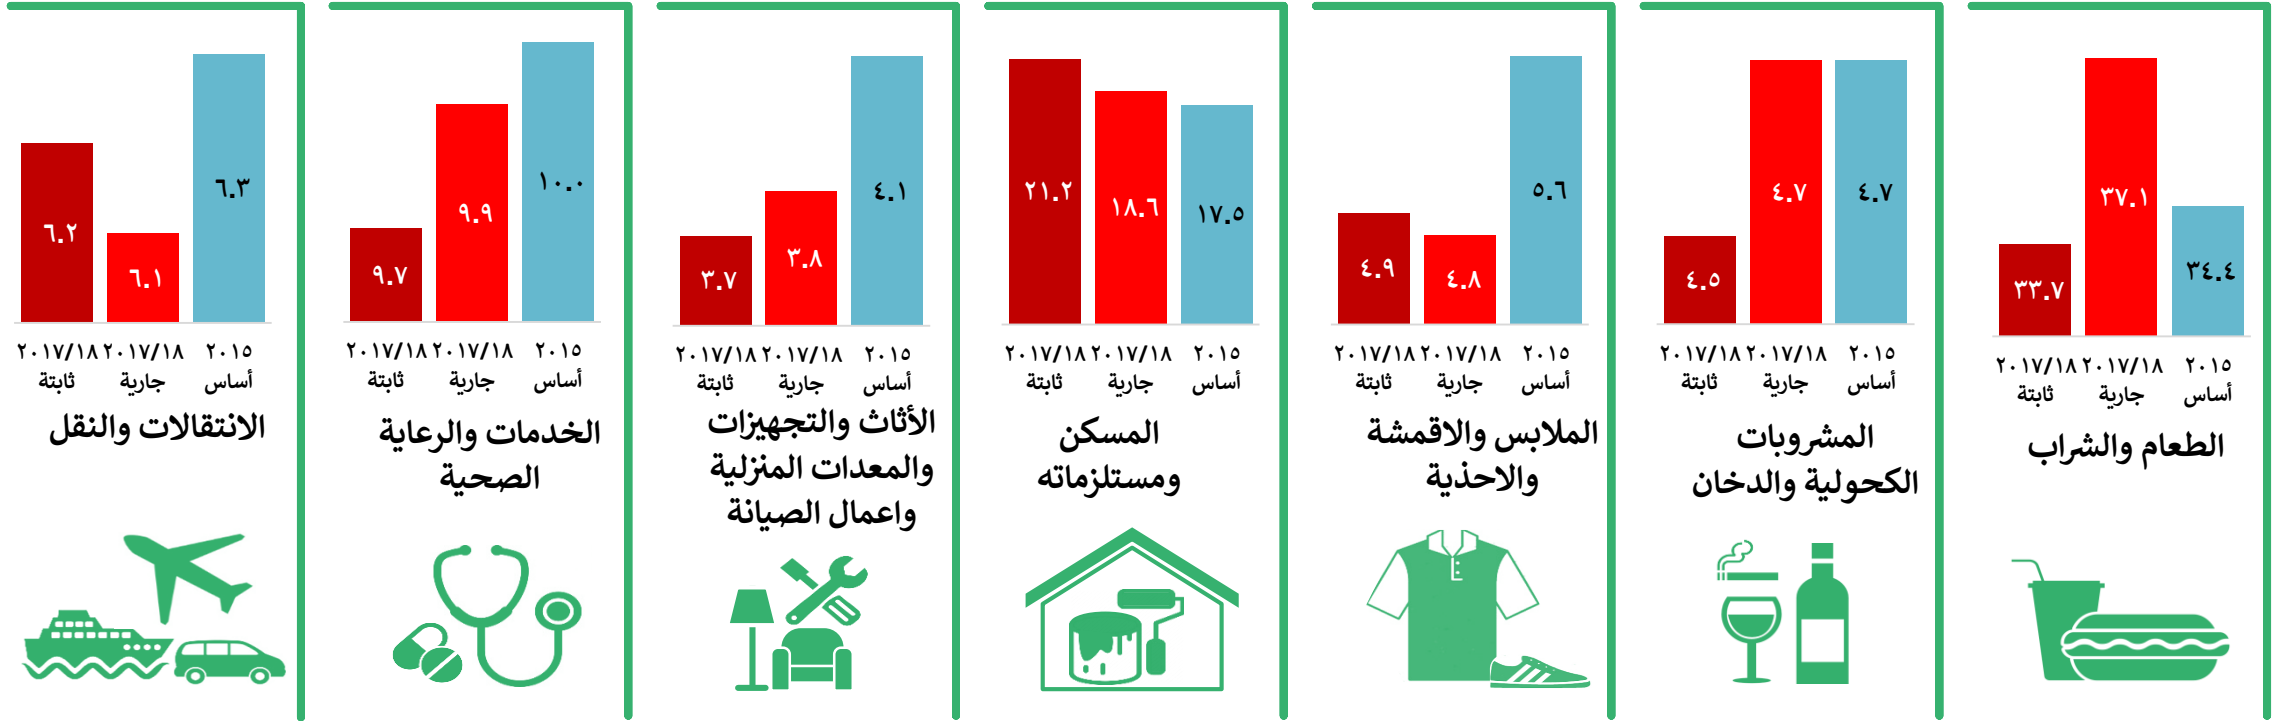 ٣٤.٤
٣٧.١
٣٣.٧
٢٠١٥ ٢٠١٧/١٨ ٢٠١٧/١٨
أساس جارية ثابتة
الطعام والشراب
٤.٧
٤.٧
٤.٥
٢٠١٥ ٢٠١٧/١٨ ٢٠١٧/١٨
أساس جارية ثابتة
المشروبات
الكحولية والدخان
٥.٦
٤.٨
٤.٩
٢٠١٥ ٢٠١٧/١٨ ٢٠١٧/١٨
أساس جارية ثابتة
الملابس والاقمشة
والاحذية
١٧.٥
١٨.٦
٢١.٢
٢٠١٥ ٢٠١٧/١٨ ٢٠١٧/١٨
أساس جارية ثابتة
المسكن
ومستلزماته
٤.١
٣.٨
٣.٧
٢٠١٥ ٢٠١٧/١٨ ٢٠١٧/١٨
أساس جارية ثابتة
الأثاث والتجهيزات
والمعدات المنزلية
واعمال الصيانة
١٠.٠
٩.٩
٩.٧
٢٠١٥ ٢٠١٧/١٨ ٢٠١٧/١٨
أساس جارية ثابتة
الخدمات والرعاية
الصحية
٦.٣
٦.١
٦.٢
٢٠١٥ ٢٠١٧/١٨ ٢٠١٧/١٨
أساس جارية ثابتة
الانتقالات والنقل